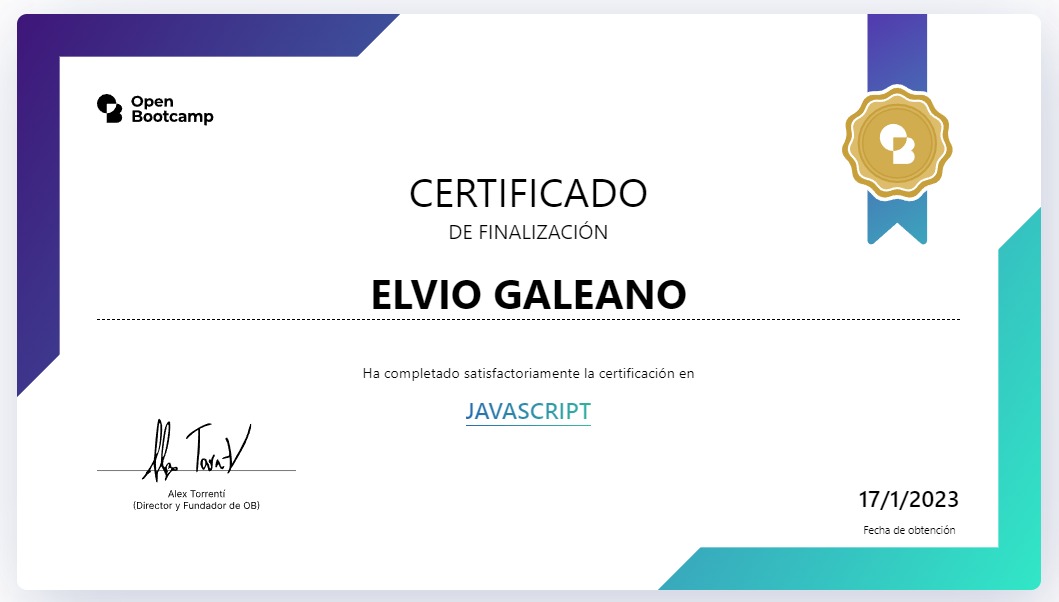 Open
Bootcamp
CERTIFICADO
DE FINALIZACIÓN
ELVIO GALEANO
Ha completado satisfactoriamente la certificación en
JAVASCRIPT
Alex Torrentí
(Director y Fundador de OB)
17/1/2023
Fecha de obtención